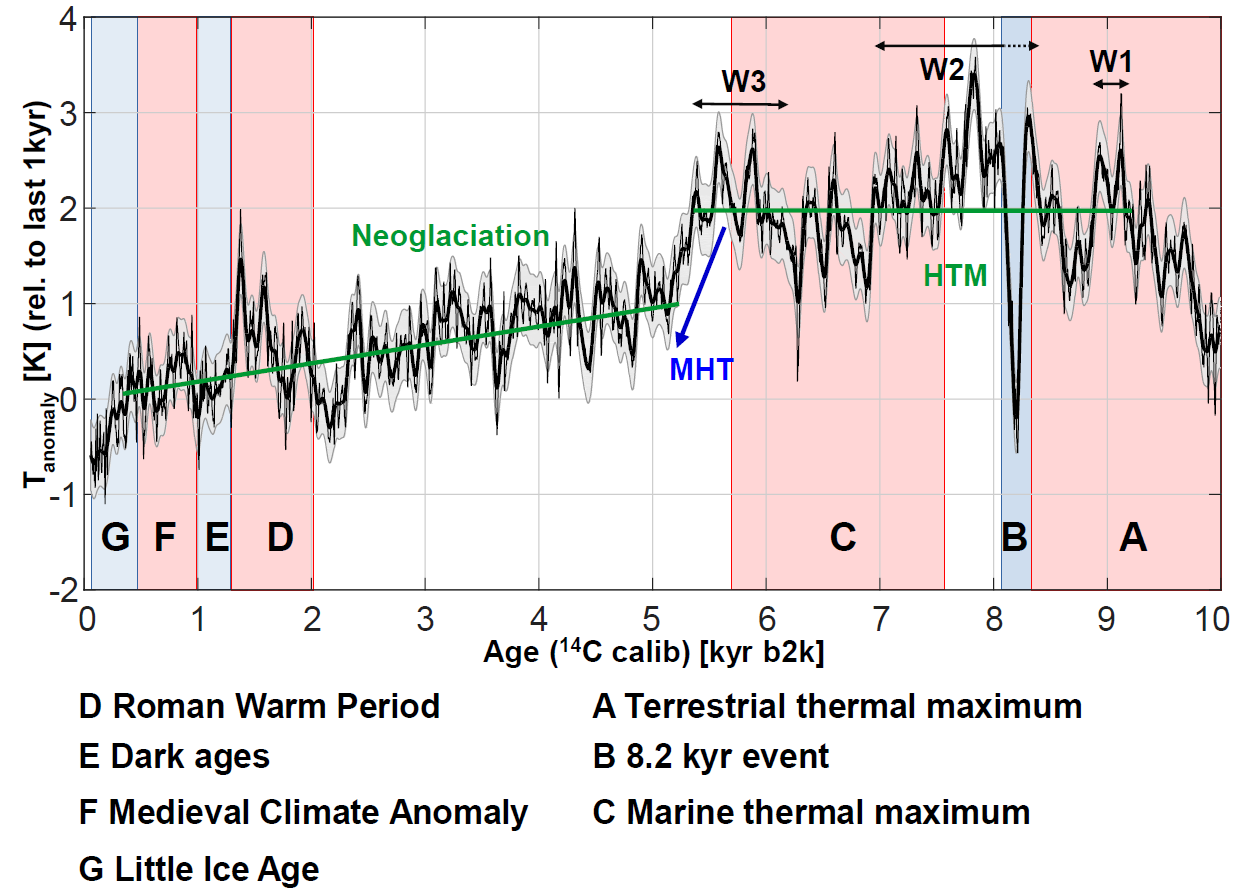 4
3
2
1
0
-1
-2
T anomaly [K] (rel. to last 1kyr)
W3
W2
W1
Neoglaciation
HTM
MHT
G F E D C B A
0 1 2 3 4 5 6 7 8 9 10
Age (¹⁴C calib) [kyr b2k]
D Roman Warm Period
A Terrestrial thermal maximum
E Dark ages
B 8.2 kyr event
F Medieval Climate Anomaly
C Marine thermal maximum
G Little Ice Age